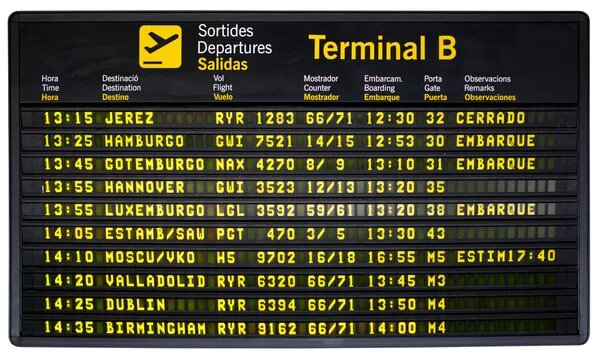 Sortides
Departures
Salidas
Terminal B
Hora Destinació Vol Mostrador Embarcam. Porta Observacions
Time Destination Flight Counter Boarding Gate Remarks
Hora Destino Vuelo Mostrador Embarque Puerta Observaciones
13:15 JEREZ RYR 1283 66/71 12:30 32 CERRADO
13:25 HAMBURGO GWI 7521 14/15 12:53 30 EMBARQUE
13:45 GOTEMBURGO NAX 4270 8/ 9 13:10 31 EMBARQUE
13:55 HANNOVER GWI 3523 12/13 13:20 35
13:55 LUXEMBURGO LGL 3592 59/61 13:20 38 EMBARQUE
14:05 ESTAMB/SAW PGT 470 3/ 5 13:30 43
14:10 MOSCU/VKO H5 9702 16/18 16:55 M5 ESTIM17:40
14:20 VALLADOLID RYR 6320 66/71 13:45 M3
14:25 DUBLIN RYR 6394 66/71 13:50 M4
14:35 BIRMINGHAM RYR 9162 66/71 14:00 M4